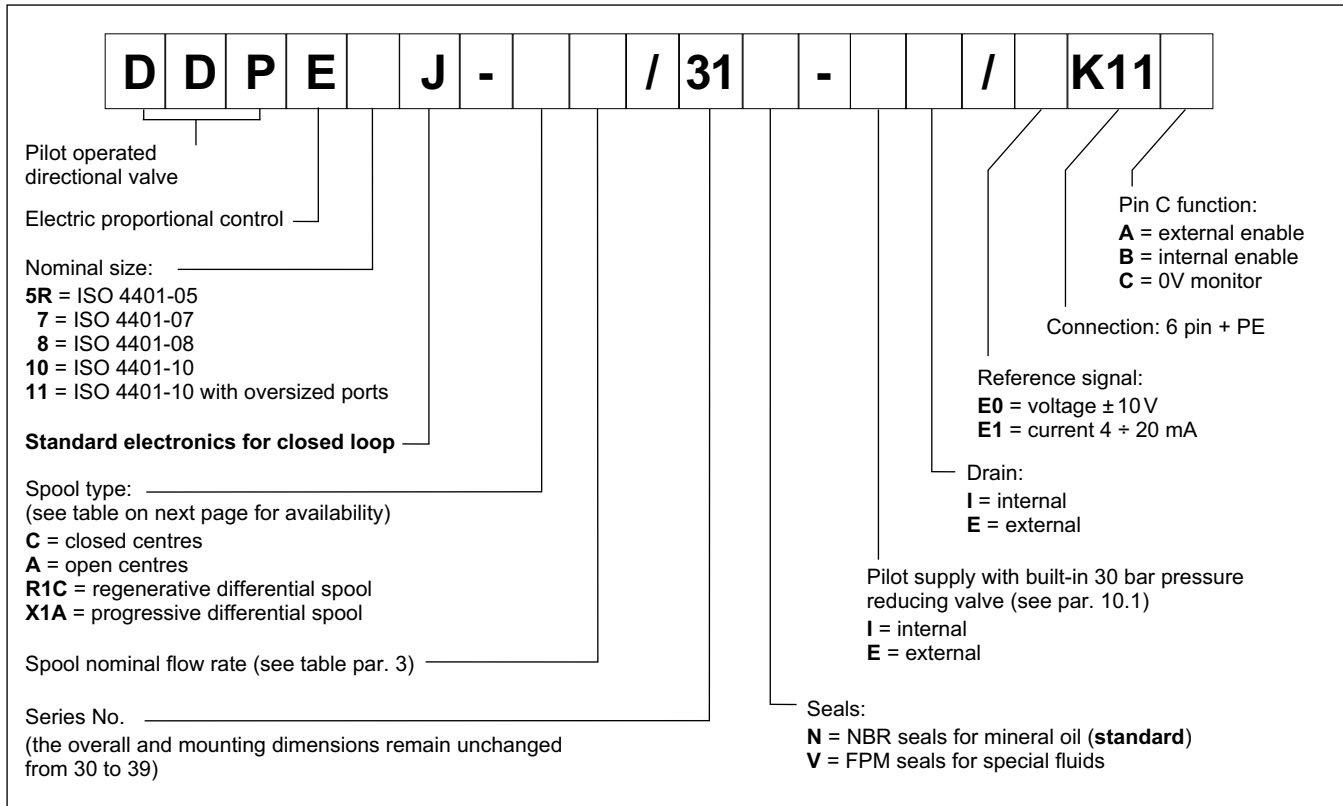 D D P E J - / 31 - / K11
Pilot operated
directional valve
Electric proportional control
Nominal size:
5R = ISO 4401-05
7 = ISO 4401-07
8 = ISO 4401-08
10 = ISO 4401-10
11 = ISO 4401-10 with oversized ports
Standard electronics for closed loop
Spool type:
(see table on next page for availability)
C = closed centres
A = open centres
R1C = regenerative differential spool
X1A = progressive differential spool
Spool nominal flow rate (see table par. 3)
Series No.
(the overall and mounting dimensions remain unchanged
from 30 to 39)
Pin C function:
A = external enable
B = internal enable
C = 0V monitor
Connection: 6 pin + PE
Reference signal:
E0 = voltage ±10V
E1 = current 4 ÷ 20 mA
Drain:
I = internal
E = external
Pilot supply with built-in 30 bar pressure
reducing valve (see par. 10.1)
I = internal
E = external
Seals:
N = NBR seals for mineral oil (standard)
V = FPM seals for special fluids